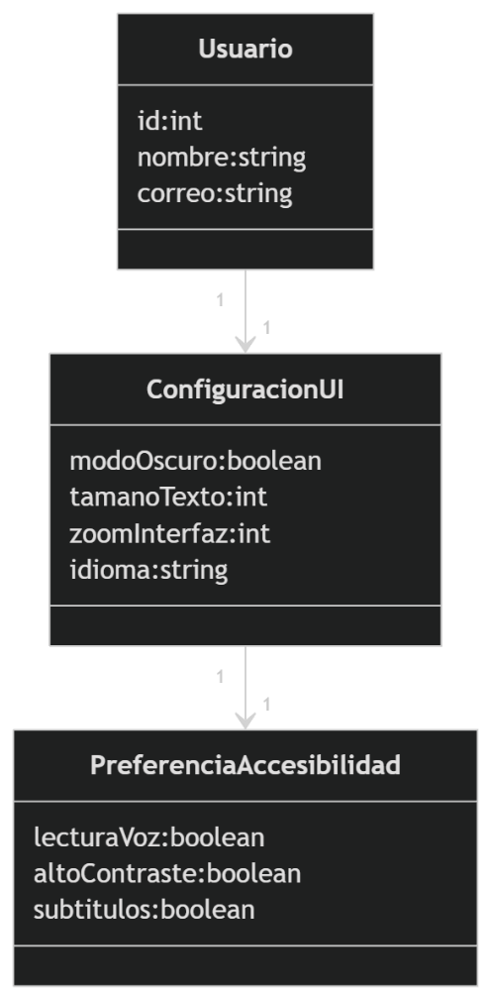 Usuario
id:int
nombre:string
correo:string
1
1
ConfiguracionUI
modoOscuro:boolean
tamanoTexto:int
zoomInterfaz:int
idioma:string
1
1
PreferenciaAccesibilidad
lecturaVoz:boolean
altoContraste:boolean
subtitulos:boolean